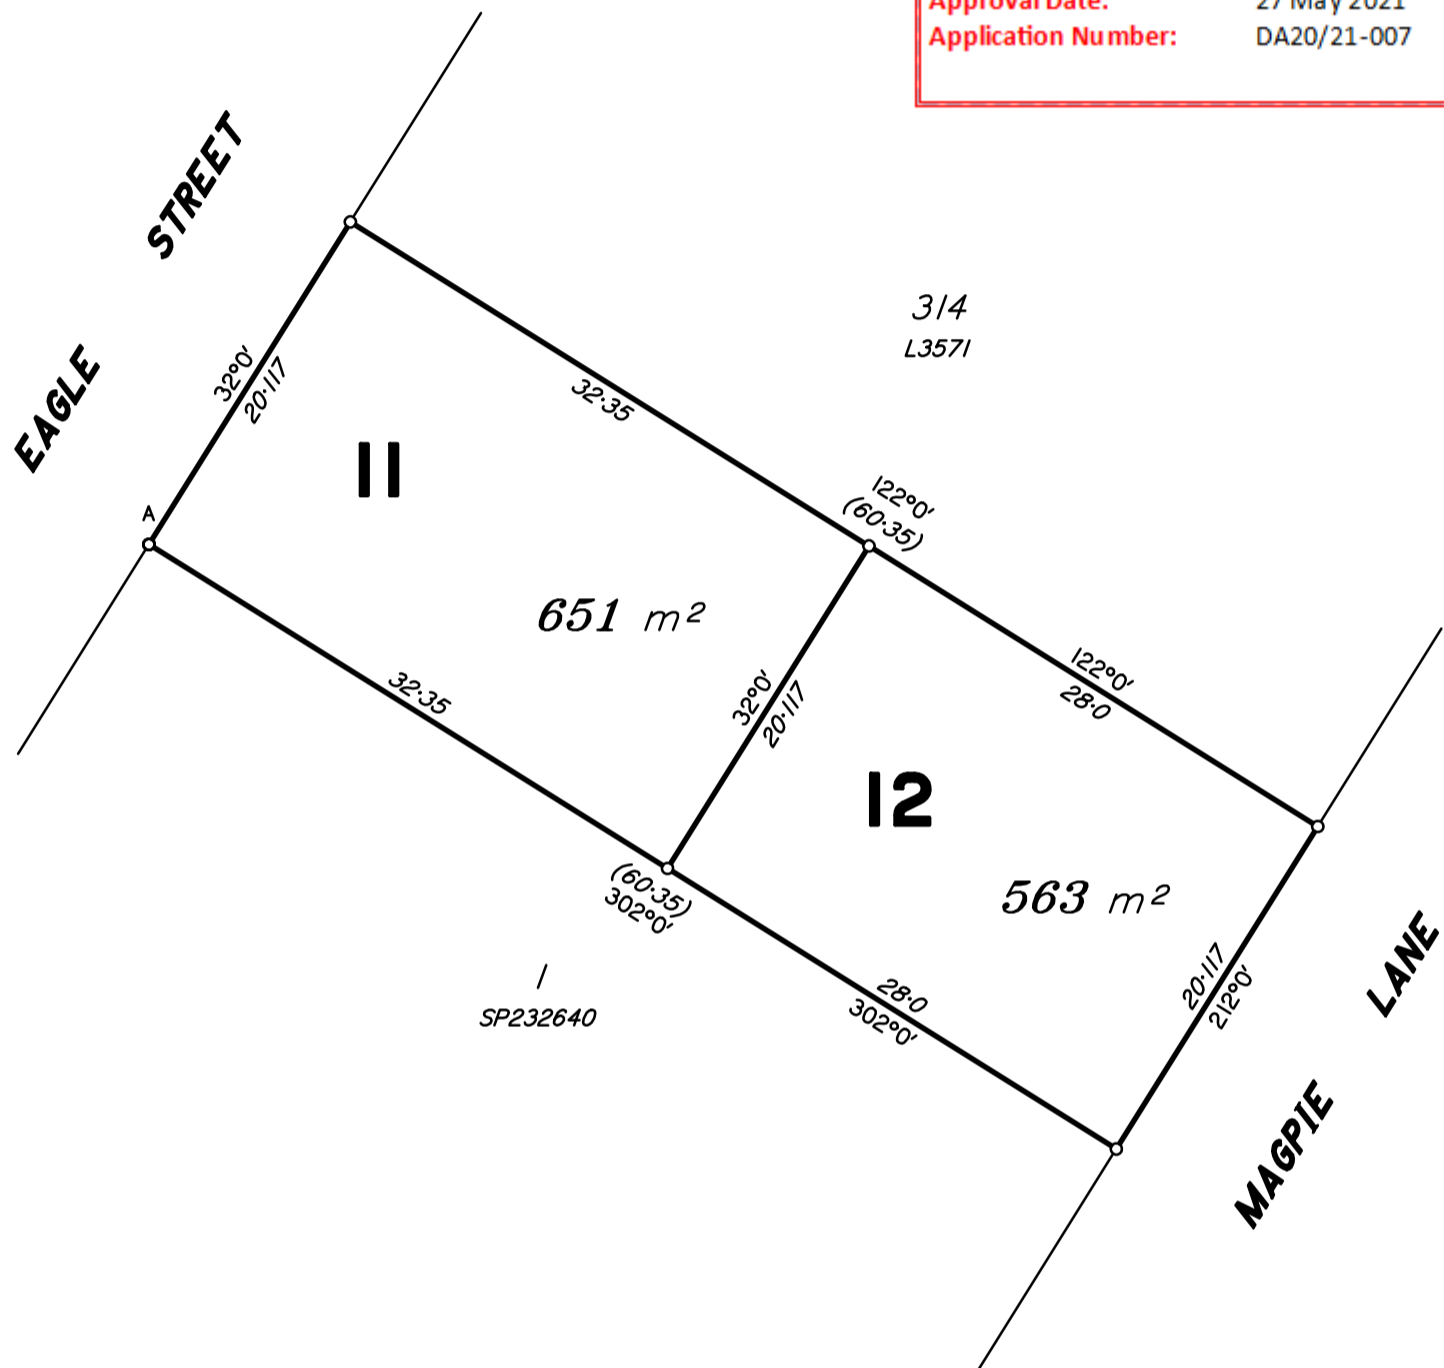 Approval Date: 27 May 2021
Application Number: DA20/21-007
EAGLE STREET
314
L3571
32°0'
20·117
32·35
11
A
122°0'
(60·35)
651 m²
32·35
32°0'
20·117
122°0'
28·0
12
(60·35)
302°0'
563 m²
1
SP232640
28·0
302°0'
20·117
212°0'
MAGPIE LANE